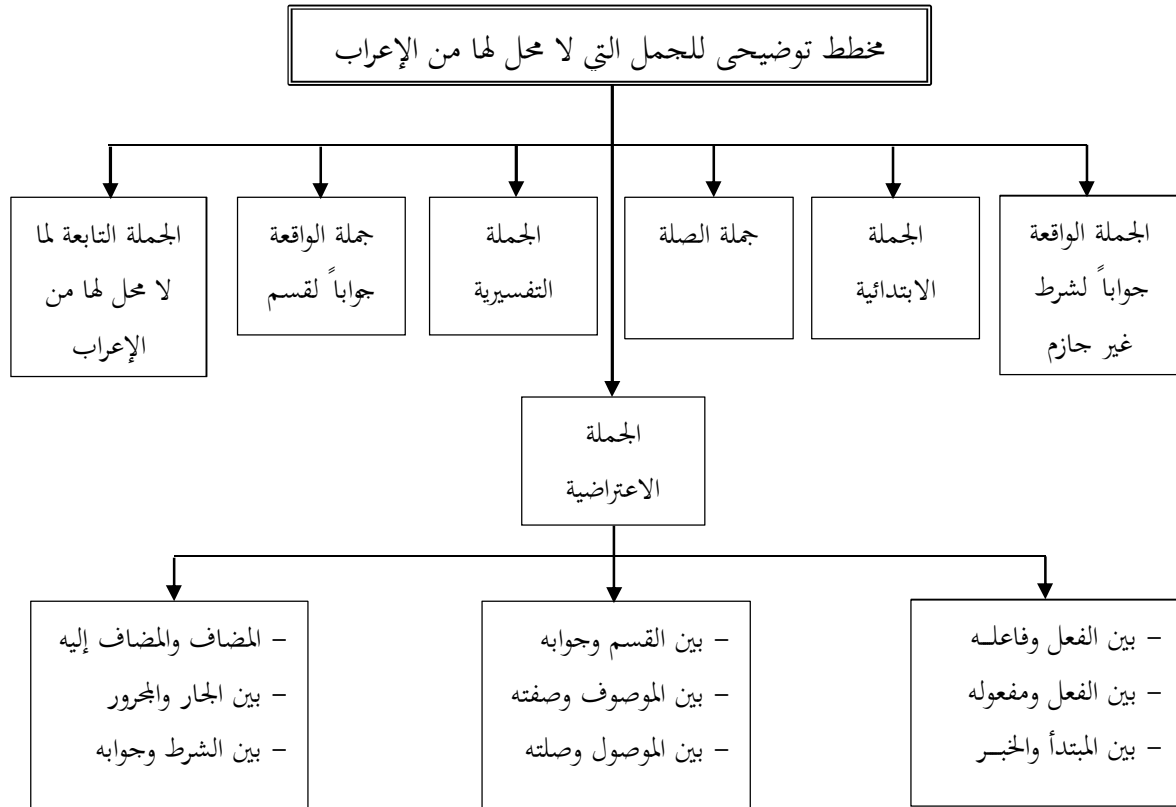 مخطط توضيحى للجمل التي لا محل لها من الإعراب
الجملة الواقعة
جواباً لشرط
غير جازم
الجملة
الابتدائية
جملة الصلة
الجملة
التفسيرية
جملة الواقعة
جواباً لقسم
الجملة التابعة لما
لا محل لها من
الإعراب
الجملة
الاعتراضية
– بين الفعل وفاعلـــه
– بين الفعل ومفعوله
– بين المبتدأ والخبـــر
– بين القسم وجوابه
– بين الموصوف وصفته
– بين الموصول وصلته
– المضاف والمضاف إليه
– بين الجار والمجرور
– بين الشرط وجوابه